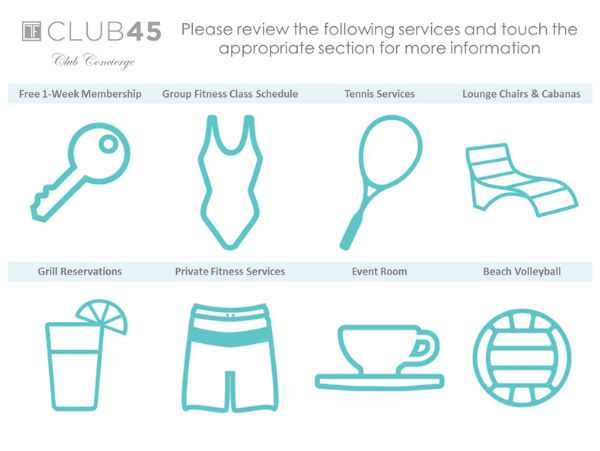 TF CLUB45
Club Concierge
Please review the following services and touch the
appropriate section for more information
Free 1-Week Membership
Group Fitness Class Schedule
Tennis Services
Lounge Chairs & Cabanas
Grill Reservations
Private Fitness Services
Event Room
Beach Volleyball